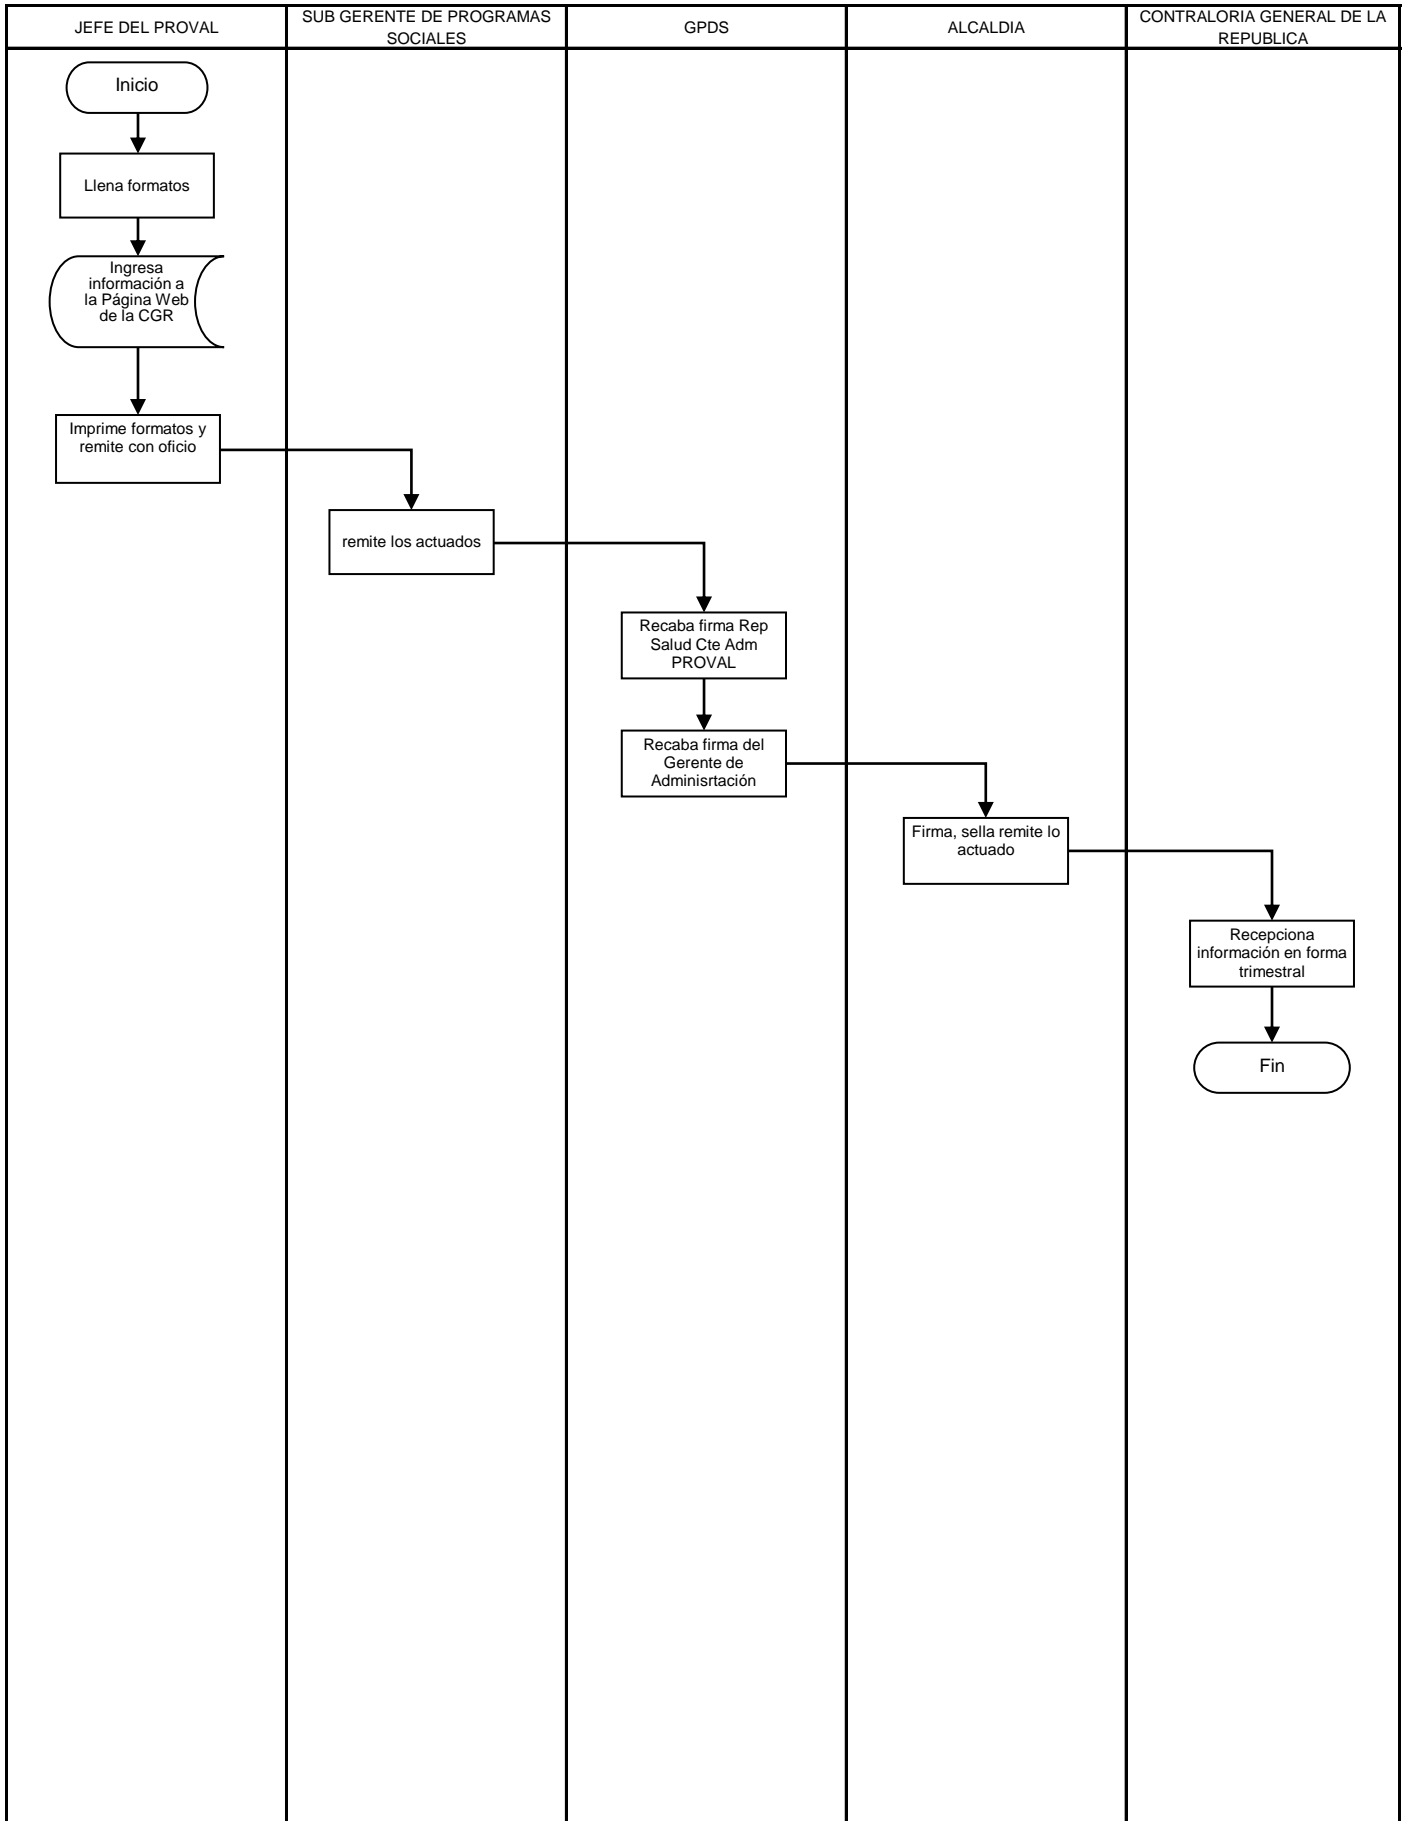 JEFE DEL PROVAL
SUB GERENTE DE PROGRAMAS
SOCIALES
GPDS
ALCALDIA
CONTRALORIA GENERAL DE LA
REPUBLICA
Inicio
Llena formatos
Ingresa
información a
la Página Web
de la CGR
Imprime formatos y
remite con oficio
remite los actuados
Recaba firma Rep
Salud Cte Adm
PROVAL
Recaba firma del
Gerente de
Adminisrtación
Firma, sella remite lo
actuado
Recepciona
información en forma
trimestral
Fin